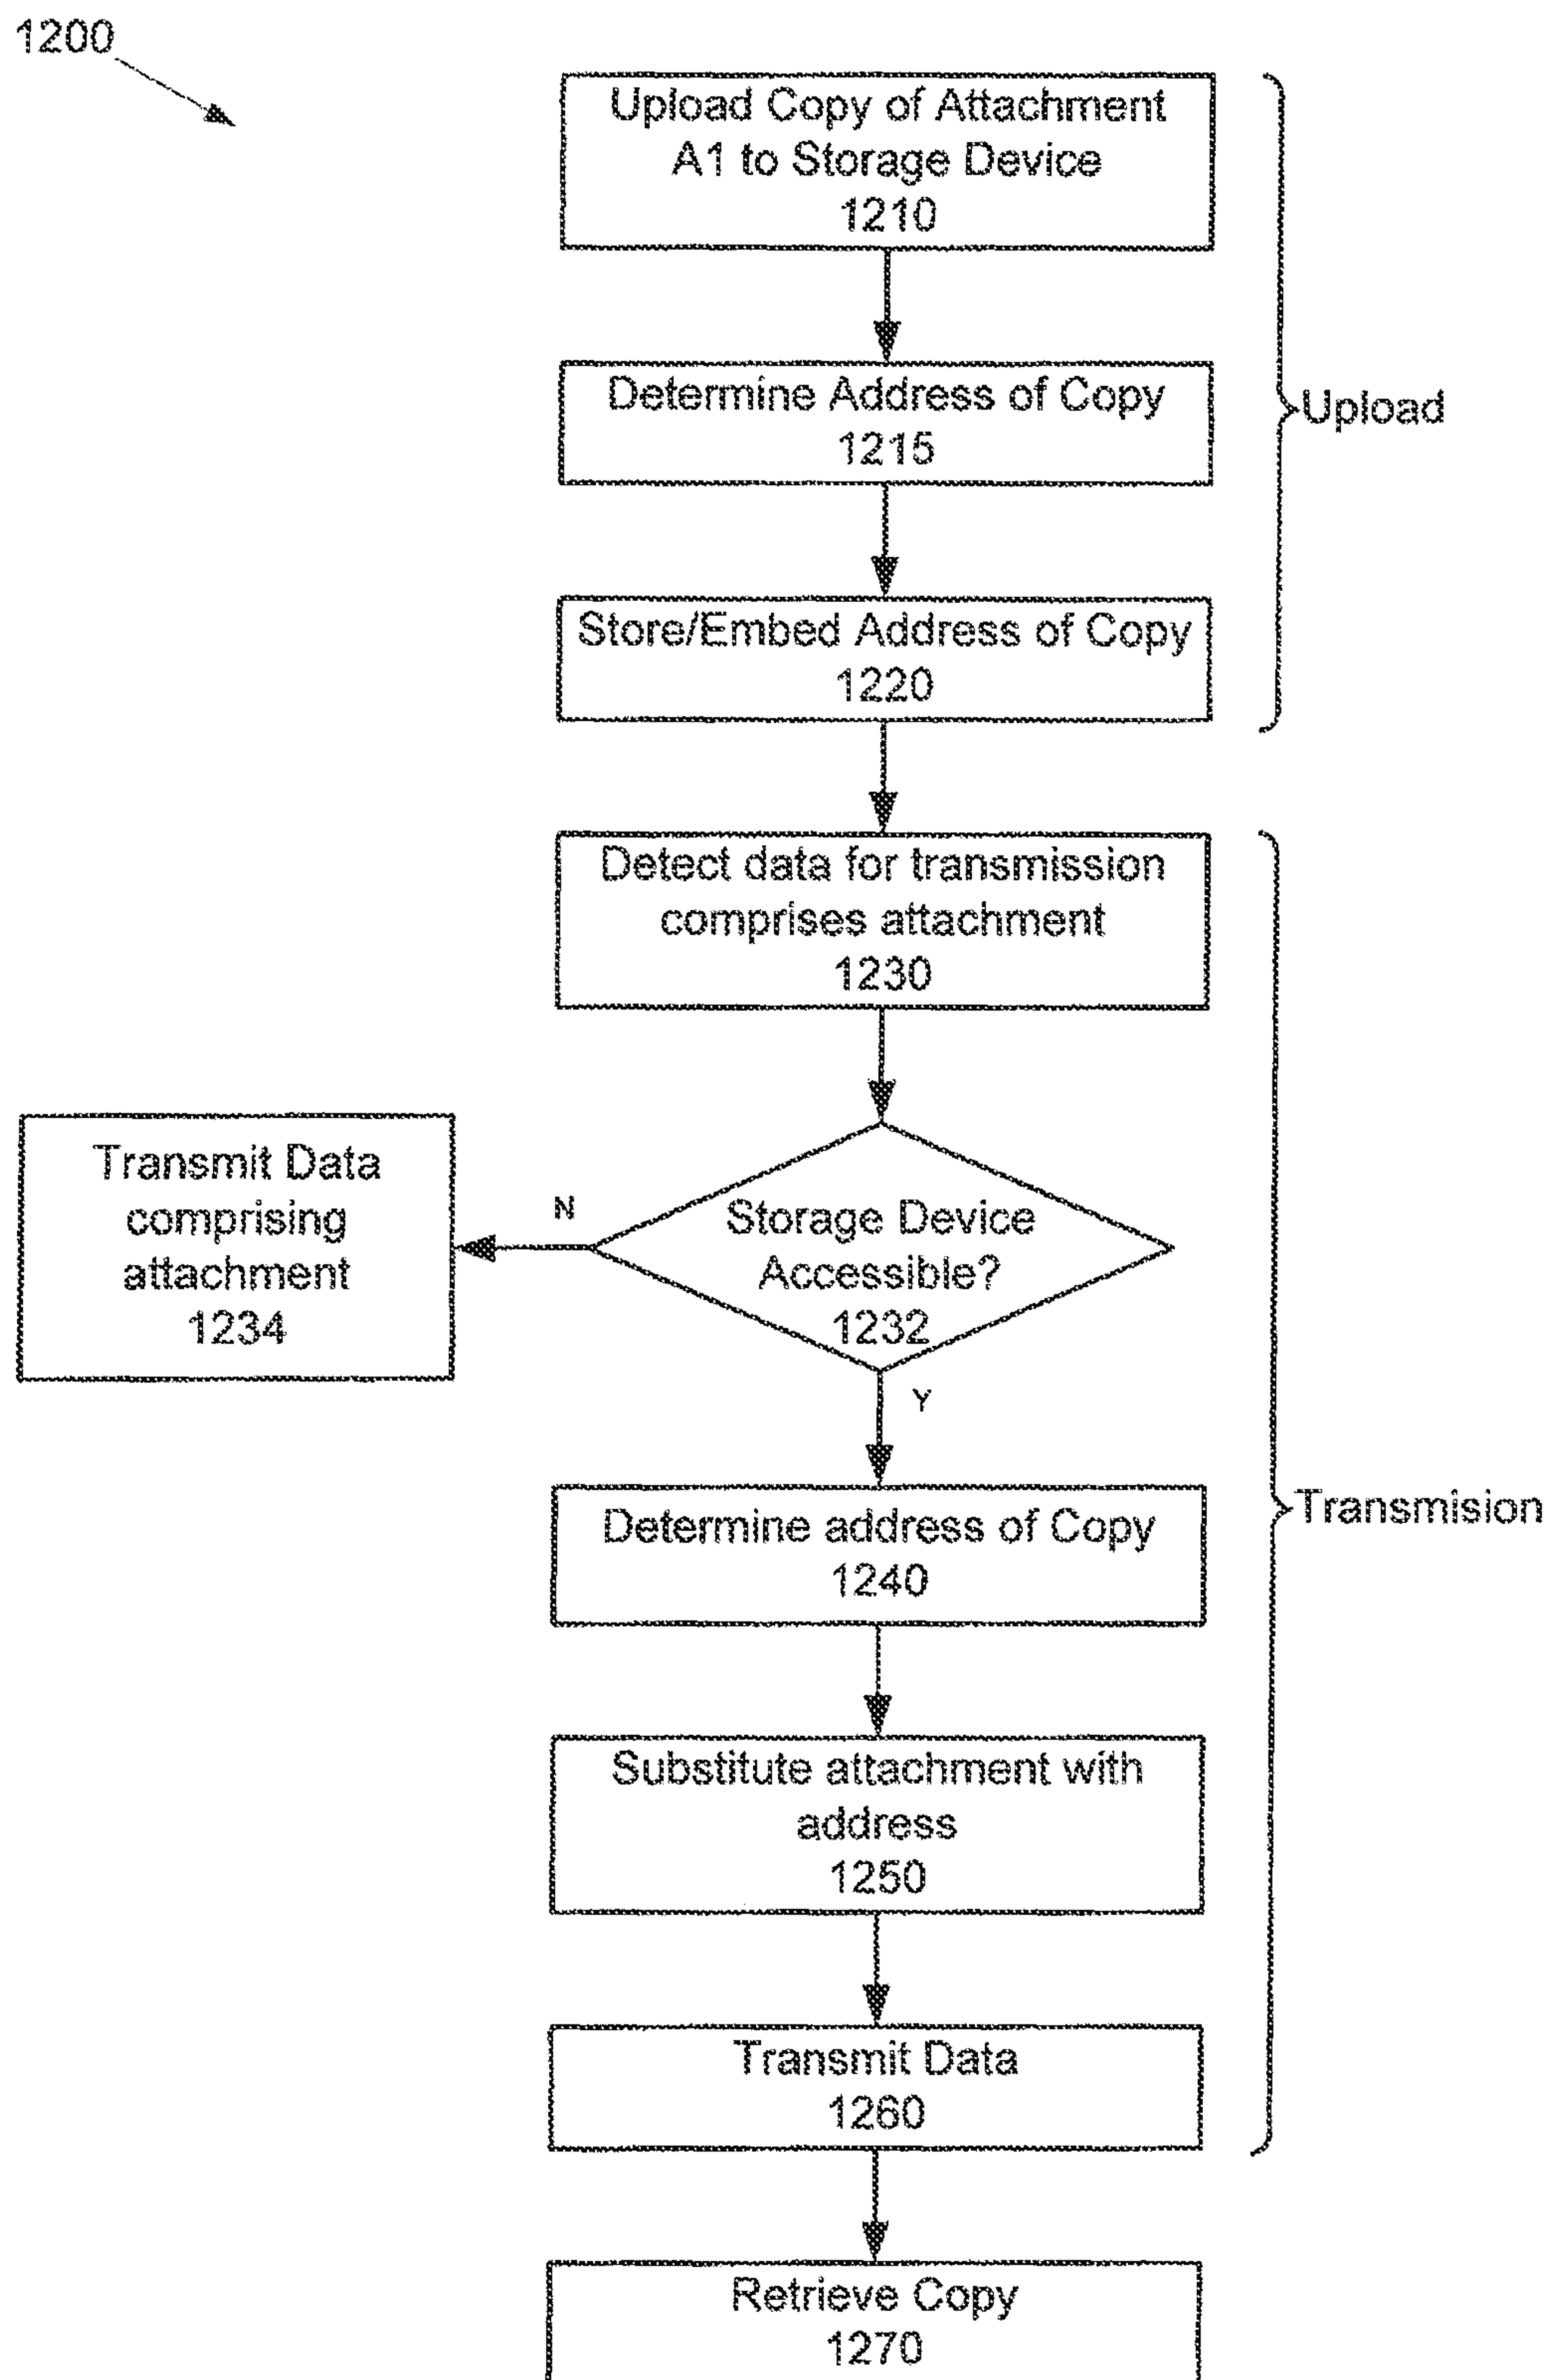 1200
Upload Copy of Attachment
A1 to Storage Device
1210
Determine Address of Copy
1215
Upload
Store/Embed Address of Copy
1220
Detect data for transmission
comprises attachment
1230
Transmit Data
comprising
attachment
1234
N
Storage Device
Accessible?
1232
Y
Determine address of Copy
1240
Transmision
Substitute attachment with
address
1250
Transmit Data
1260
Retrieve Copy
1270